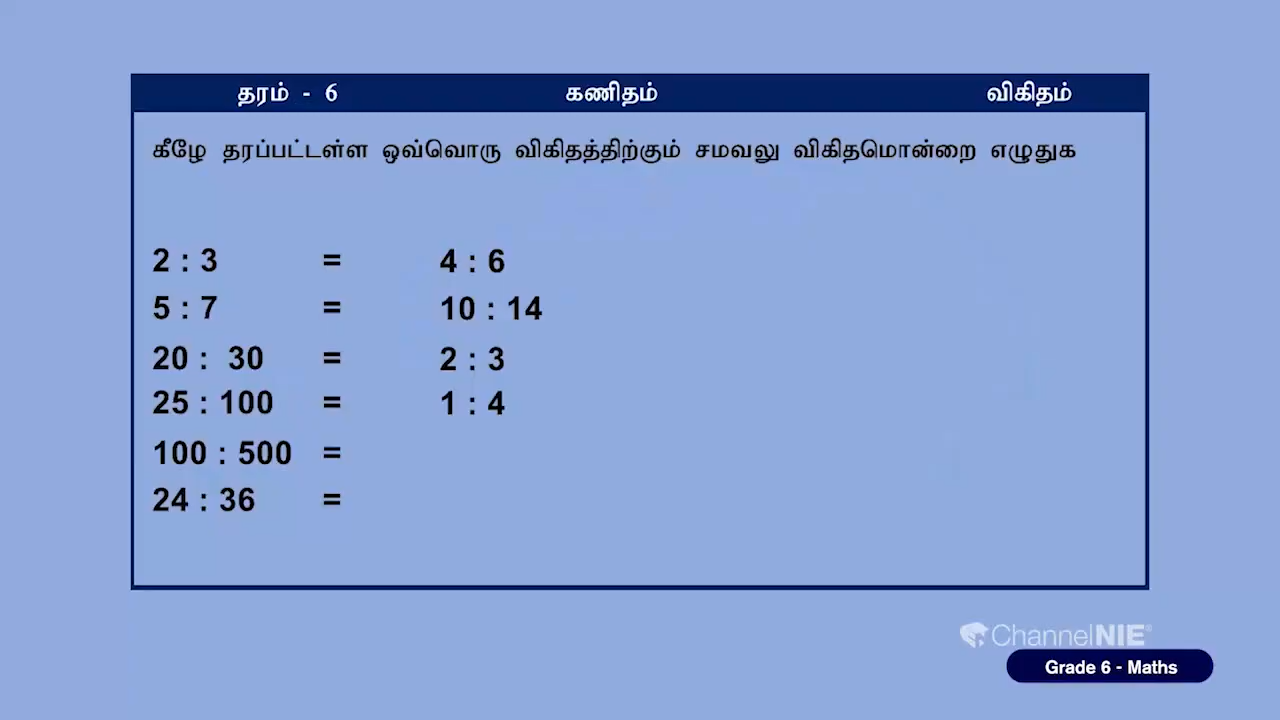 தரம் - 6 கணிதம் விகிதம்
கீழே தரப்பட்டள்ள ஒவ்வொரு விகிதத்திற்கும் சமவலு விகிதமொன்றை எழுதுக
2 : 3 = 4 : 6
5 : 7 = 10 : 14
20 : 30 = 2 : 3
25 : 100 = 1 : 4
100 : 500 =
24 : 36 =
ChannelNIE
Grade 6 - Maths